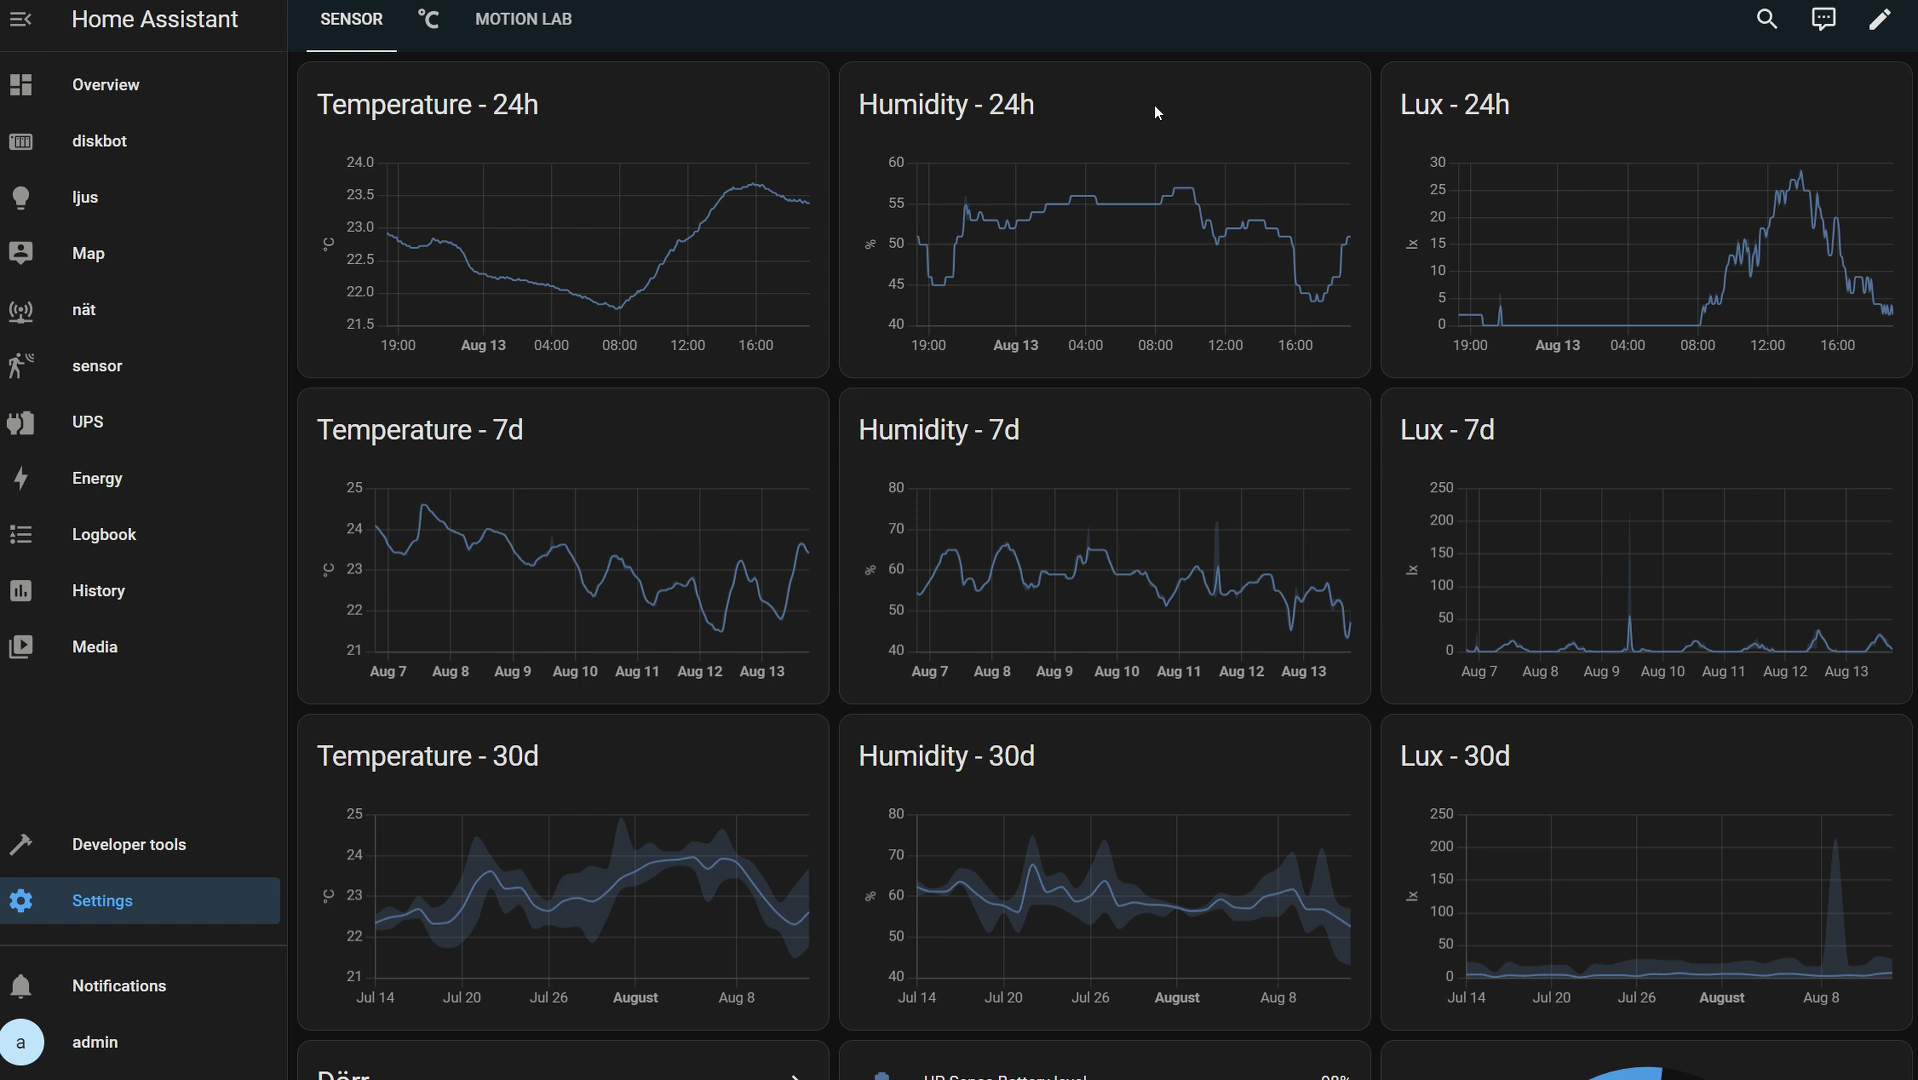 Home Assistant
SENSOR °C MOTION LAB
Overview
diskbot
ljus
Map
nät
sensor
UPS
Energy
Logbook
History
Media
Developer tools
Settings
Notifications
a admin
Temperature - 24h
24.0
23.5
23.0
22.5
22.0
21.5
°C
19:00 Aug 13 04:00 08:00 12:00 16:00
Humidity - 24h
60
55
50
45
40
%
19:00 Aug 13 04:00 08:00 12:00 16:00
Lux - 24h
30
25
20
15
10
5
0
lx
19:00 Aug 13 04:00 08:00 12:00 16:00
Temperature - 7d
25
24
23
22
21
°C
Aug 7 Aug 8 Aug 9 Aug 10 Aug 11 Aug 12 Aug 13
Humidity - 7d
80
70
60
50
40
%
Aug 7 Aug 8 Aug 9 Aug 10 Aug 11 Aug 12 Aug 13
Lux - 7d
250
200
150
100
50
0
lx
Aug 7 Aug 8 Aug 9 Aug 10 Aug 11 Aug 12 Aug 13
Temperature - 30d
25
24
23
22
21
°C
Jul 14 Jul 20 Jul 26 August Aug 8
Humidity - 30d
80
70
60
50
40
%
Jul 14 Jul 20 Jul 26 August Aug 8
Lux - 30d
250
200
150
100
50
0
lx
Jul 14 Jul 20 Jul 26 August Aug 8
Dörr
Battery level 98%